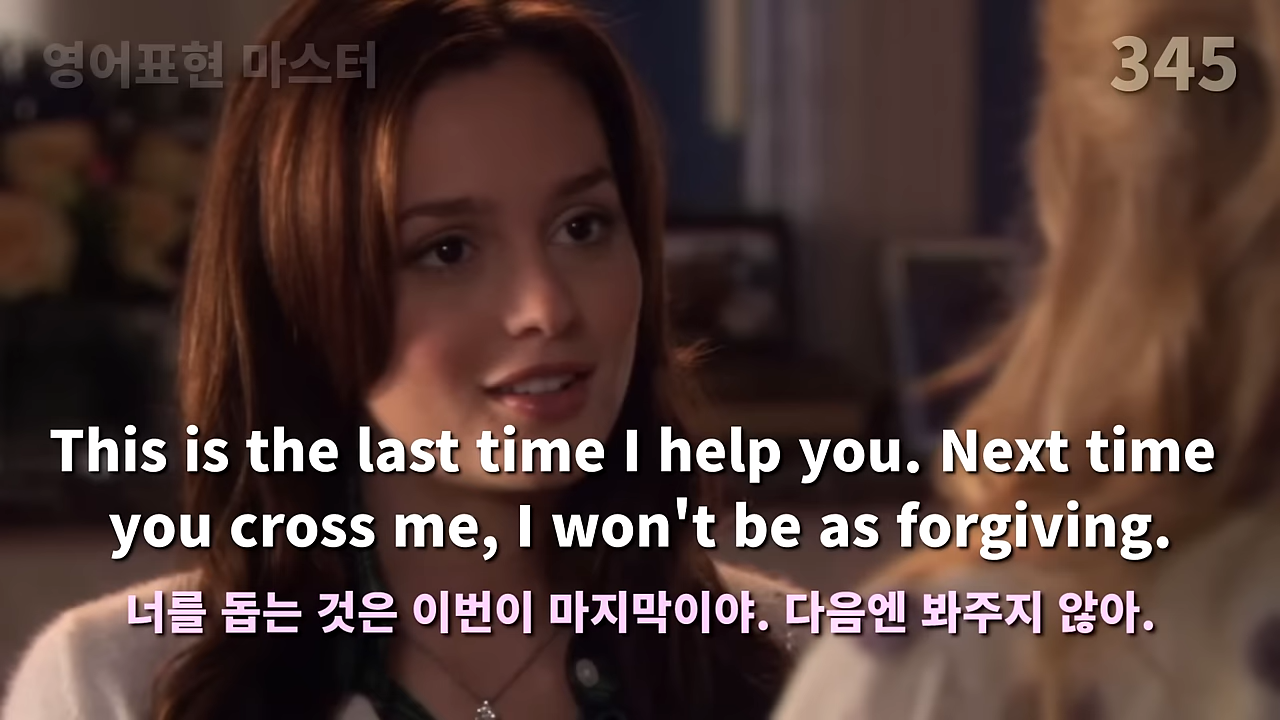 영어표현 마스터
345
This is the last time I help you. Next time
you cross me, I won't be as forgiving.
너를 돕는 것은 이번이 마지막이야. 다음엔 봐주지 않아.